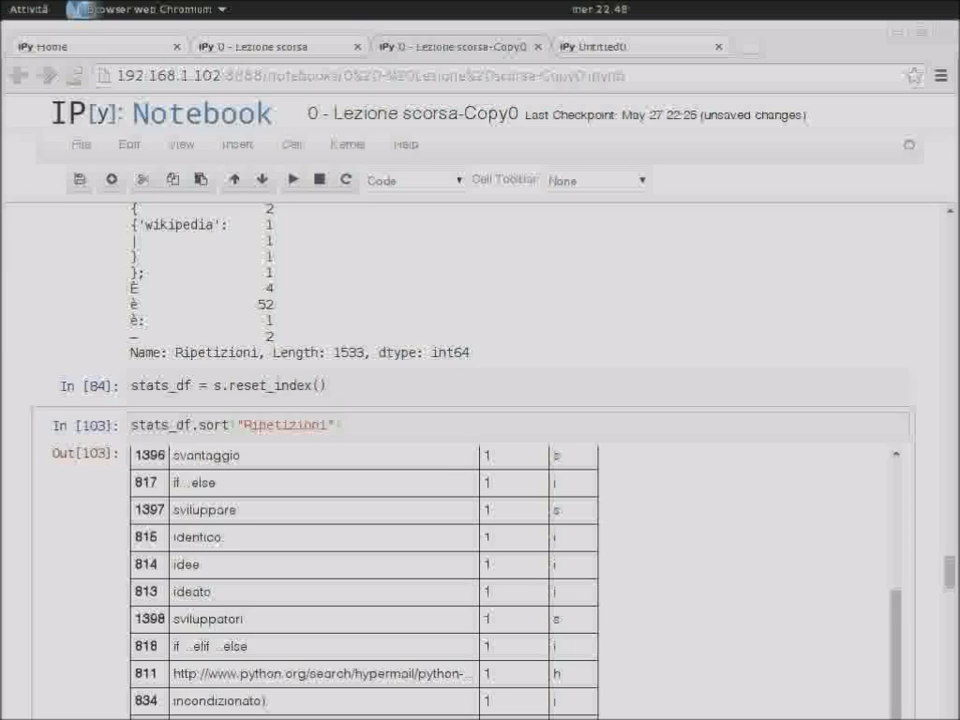 Attività Browser web Chromium mer 22.48
IPy Home × IPy 0 - Lezione scorsa × IPy 0 - Lezione scorsa-Copy0 × IPy Untitled0 ×
192.168.1.102
IP[y]: Notebook 0 - Lezione scorsa-Copy0 Last Checkpoint: May 27 22:25 (unsaved changes)
File Edit View Insert Cell Kernel Help
Code Cell Toolbar None
{ 2
{'wikipedia': 1
| 1
} 1
}; 1
È 4
è 52
è: 1
– 2
Name: Ripetizioni, Length: 1533, dtype: int64
In [84]: stats_df = s.reset_index()
In [103]: stats_df.sort("Ripetizioni")
Out[103]: 1396 svantaggio 1 s
817 if...else 1 i
1397 sviluppare 1 s
815 identico 1 i
814 idee 1 i
813 ideato 1 i
1398 sviluppatori 1 s
818 if...elif...else 1 i
811 http://www.python.org/search/hypermail/python-... 1 h
834 incondizionato) 1 i